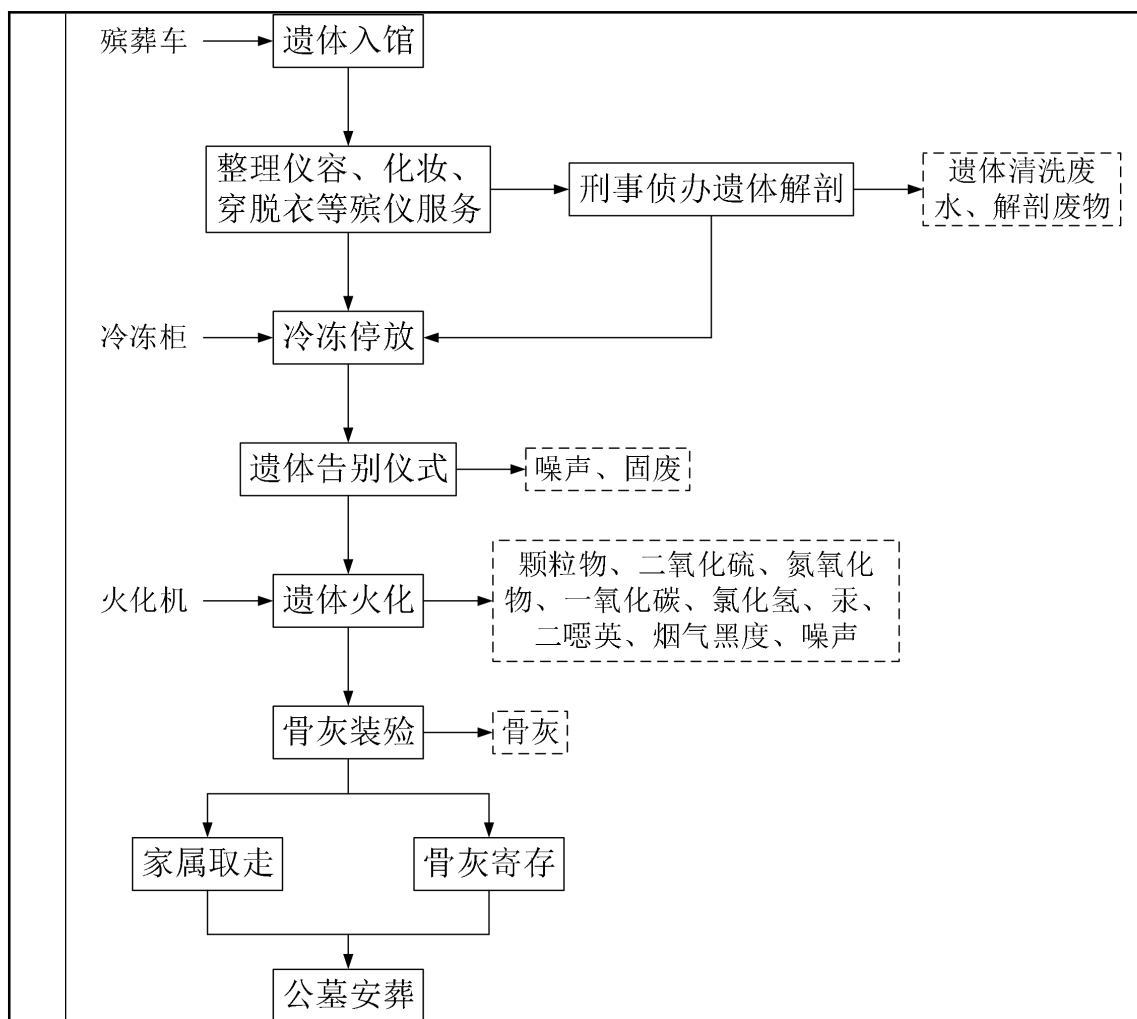 殡葬车
遗体入馆
整理仪容、化妆、
穿脱衣等殡仪服务
刑事侦办遗体解剖
遗体清洗废
水、解剖废物
冷冻柜
冷冻停放
遗体告别仪式
噪声、固废
火化机
遗体火化
颗粒物、二氧化硫、氮氧化
物、一氧化碳、氯化氢、汞、
二噁英、烟气黑度、噪声
骨灰装殓
骨灰
家属取走
骨灰寄存
公墓安葬